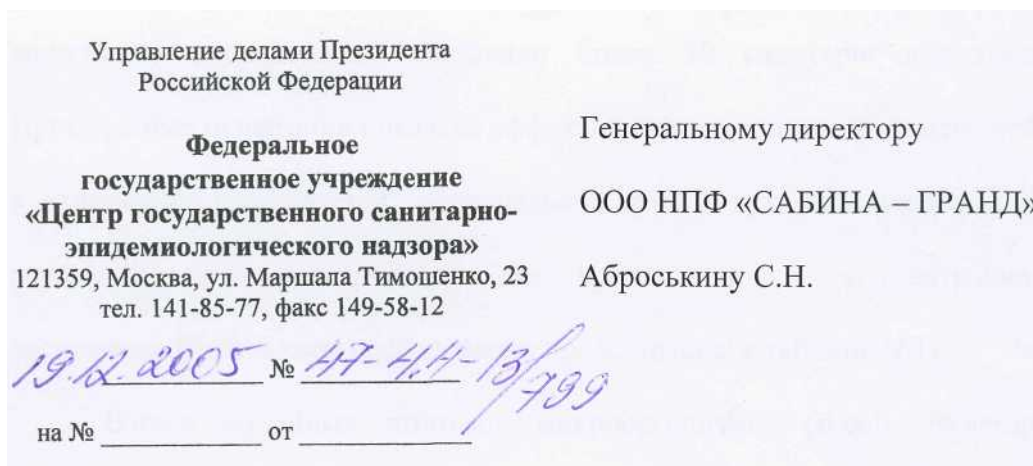 Управление делами Президента
Российской Федерации
Федеральное
государственное учреждение
«Центр государственного санитарно-
эпидемиологического надзора»
121359, Москва, ул. Маршала Тимошенко, 23
тел. 141-85-77, факс 149-58-12
19.12.2005 № 47-4,4-13/799
на № от
Генеральному директору
ООО НПФ «САБИНА – ГРАНД»
Аброськину С.Н.